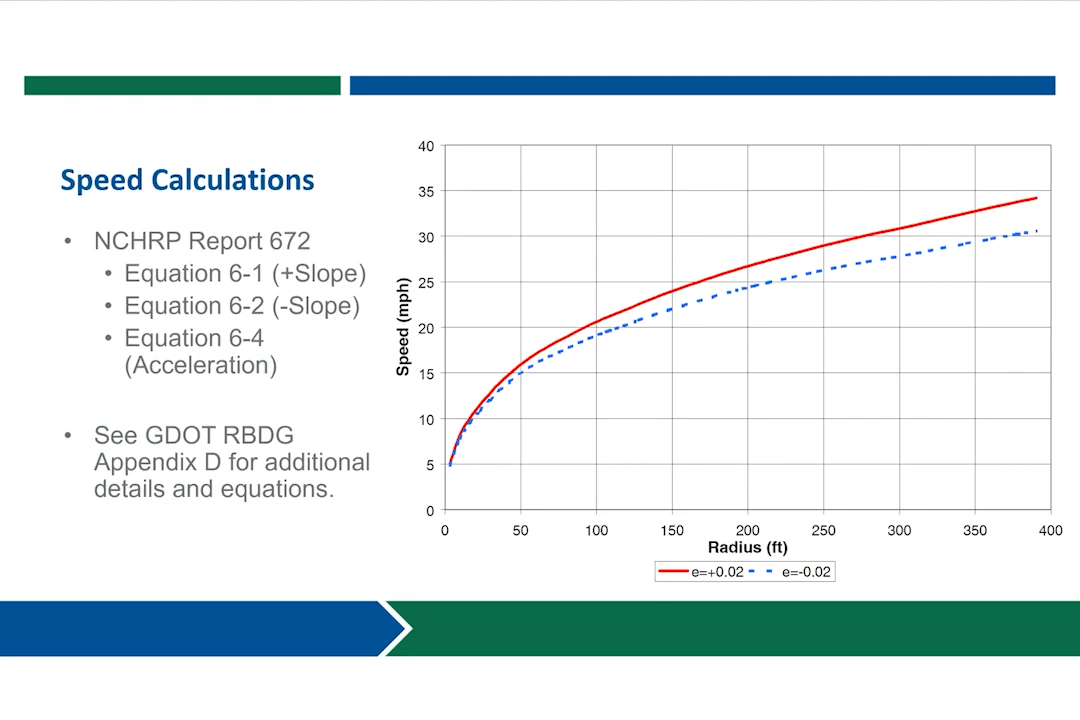 Speed Calculations
• NCHRP Report 672
• Equation 6-1 (+Slope)
• Equation 6-2 (-Slope)
• Equation 6-4
(Acceleration)
• See GDOT RBDG
Appendix D for additional
details and equations.
40
35
30
25
20
15
10
5
0
Speed (mph)
0 50 100 150 200 250 300 350 400
Radius (ft)
e=+0.02 e=-0.02